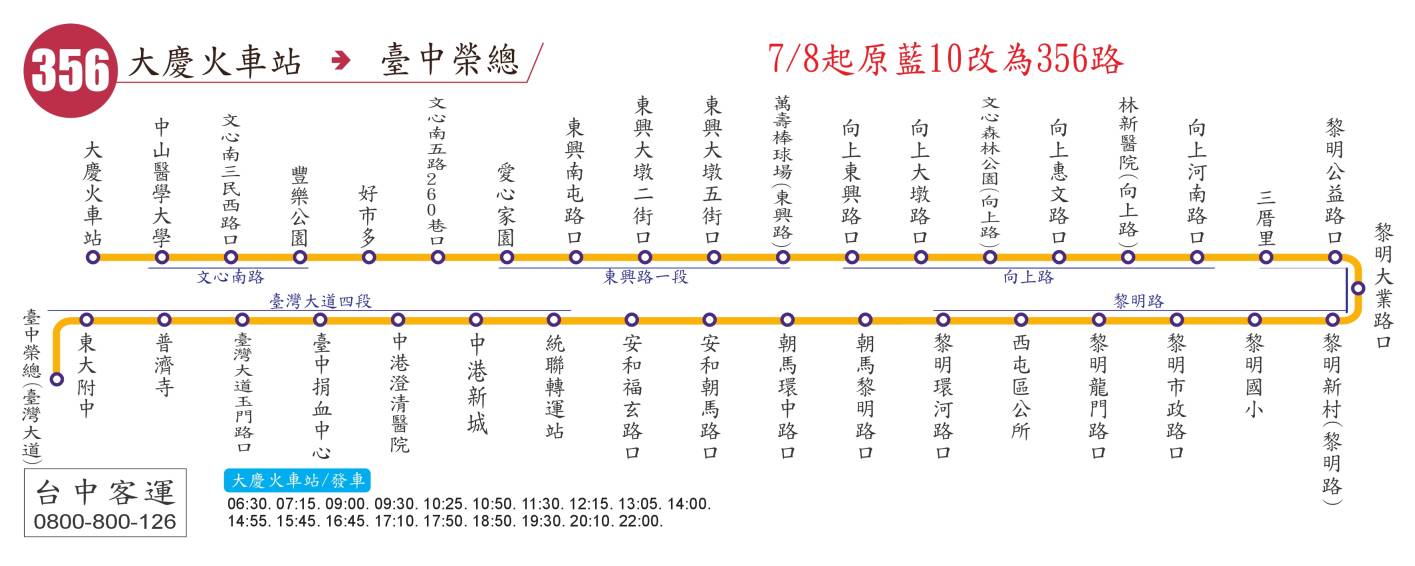 356
大慶火車站 ➔ 臺中榮總
7/8起原藍10改為356路
大慶火車站
中山醫學大學
文心南三民西路口
豐樂公園
好市多
文心南五路260巷口
愛心家園
東興南屯路口
東興大墩二街口
東興大墩五街口
萬壽棒球場(東興路)
向上東興路口
向上大墩路口
文心森林公園(向上路)
向上惠文路口
林新醫院(向上路)
向上河南路口
三厝里
黎明公益路口
黎明大業路口
文心南路
東興路一段
向上路
臺灣大道四段
黎明路
臺中榮總(臺灣大道)
東大附中
普濟寺
臺灣大道玉門路口
臺中捐血中心
中港澄清醫院
中港新城
統聯轉運站
安和福玄路口
安和朝馬路口
朝馬環中路口
朝馬黎明路口
黎明環河路口
西屯區公所
黎明龍門路口
黎明市政路口
黎明國小
黎明新村(黎明路)
台中客運
0800-800-126
大慶火車站/發車
06:30. 07:15. 09:00. 09:30. 10:25. 10:50. 11:30. 12:15. 13:05. 14:00.
14:55. 15:45. 16:45. 17:10. 17:50. 18:50. 19:30. 20:10. 22:00.